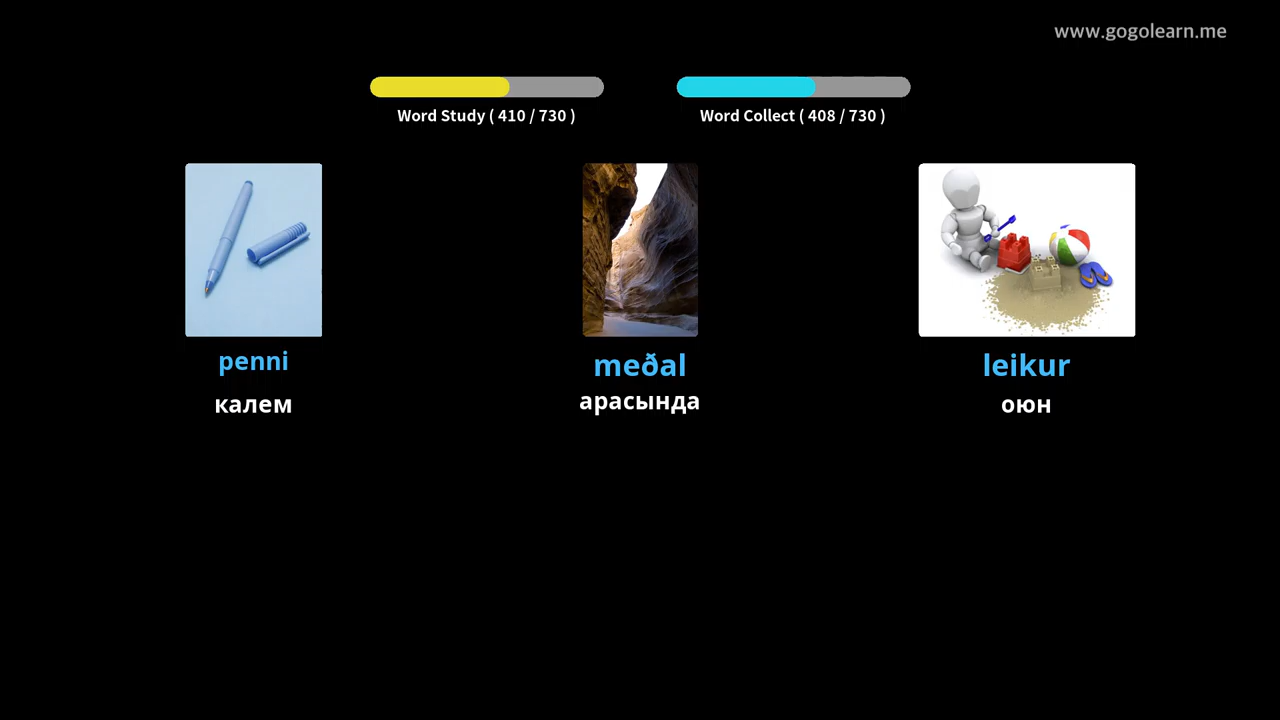 www.gogolearn.me
Word Study ( 410 / 730 )
Word Collect ( 408 / 730 )
penni
meðal
leikur
калем
арасында
оюн